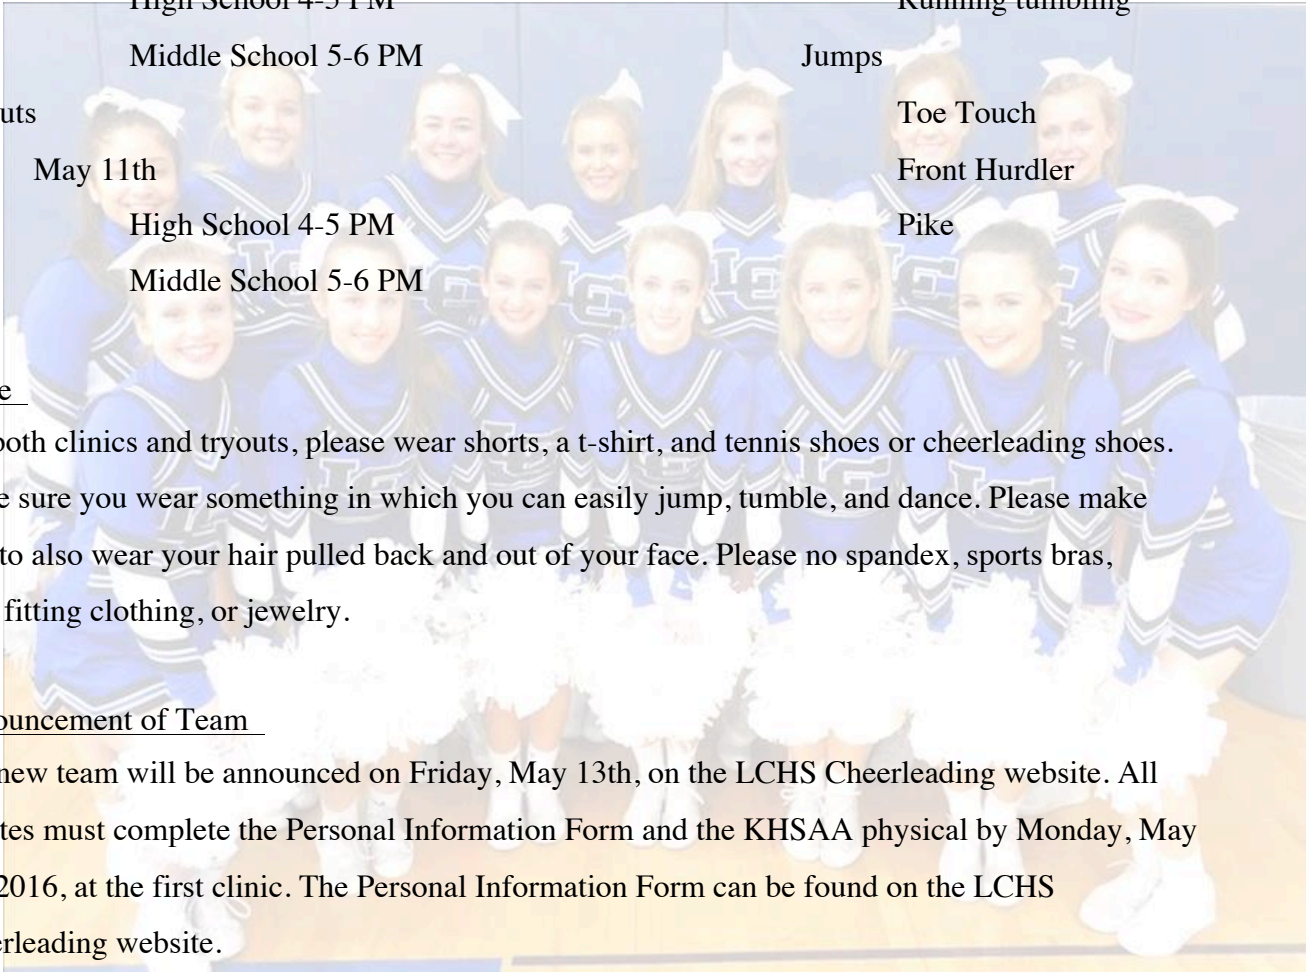 High School 4-5 PM
Middle School 5-6 PM
uts
May 11th
High School 4-5 PM
Middle School 5-6 PM
Running tumbling
Jumps
Toe Touch
Front Hurdler
Pike
e
both clinics and tryouts, please wear shorts, a t-shirt, and tennis shoes or cheerleading shoes.
e sure you wear something in which you can easily jump, tumble, and dance. Please make
to also wear your hair pulled back and out of your face. Please no spandex, sports bras,
fitting clothing, or jewelry.
ouncement of Team
new team will be announced on Friday, May 13th, on the LCHS Cheerleading website. All
tes must complete the Personal Information Form and the KHSAA physical by Monday, May
2016, at the first clinic. The Personal Information Form can be found on the LCHS
erleading website.